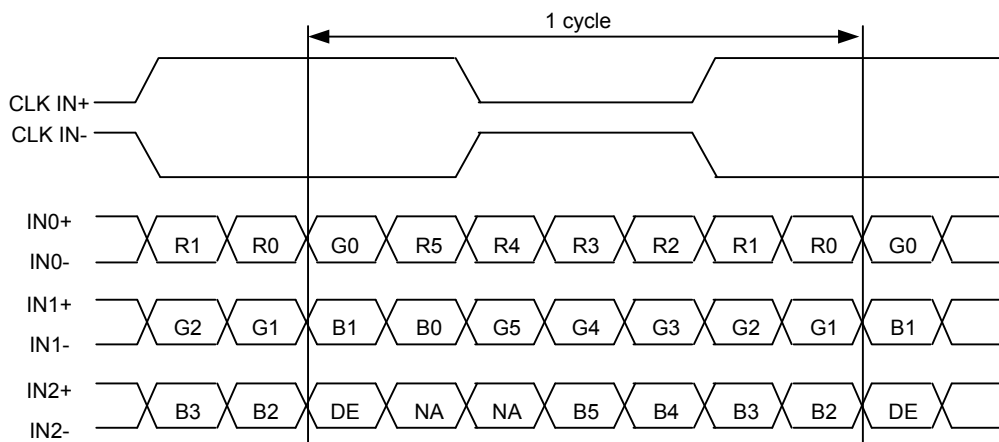 1 cycle
CLK IN+
CLK IN-
IN0+
R1 R0 G0 R5 R4 R3 R2 R1 R0 G0
IN0-
IN1+
G2 G1 B1 B0 G5 G4 G3 G2 G1 B1
IN1-
IN2+
B3 B2 DE NA NA B5 B4 B3 B2 DE
IN2-